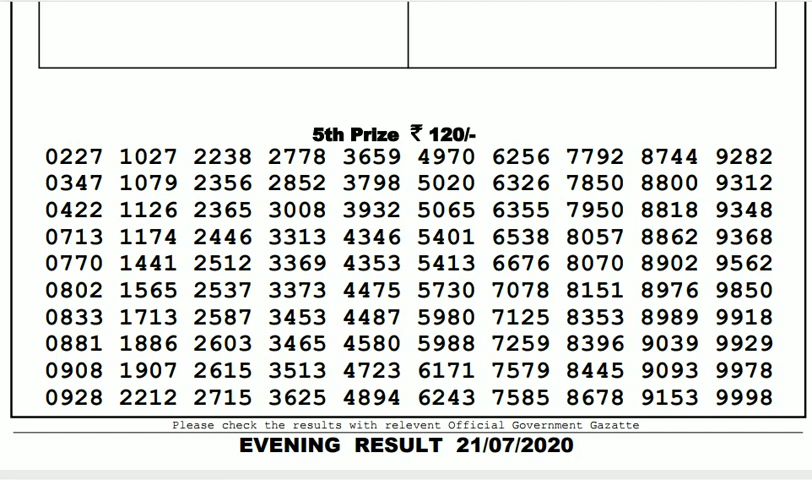 5th Prize ₹ 120/-
0227 1027 2238 2778 3659 4970 6256 7792 8744 9282
0347 1079 2356 2852 3798 5020 6326 7850 8800 9312
0422 1126 2365 3008 3932 5065 6355 7950 8818 9348
0713 1174 2446 3313 4346 5401 6538 8057 8862 9368
0770 1441 2512 3369 4353 5413 6676 8070 8902 9562
0802 1565 2537 3373 4475 5730 7078 8151 8976 9850
0833 1713 2587 3453 4487 5980 7125 8353 8989 9918
0881 1886 2603 3465 4580 5988 7259 8396 9039 9929
0908 1907 2615 3513 4723 6171 7579 8445 9093 9978
0928 2212 2715 3625 4894 6243 7585 8678 9153 9998
Please check the results with relevent Official Government Gazatte
EVENING RESULT 21/07/2020